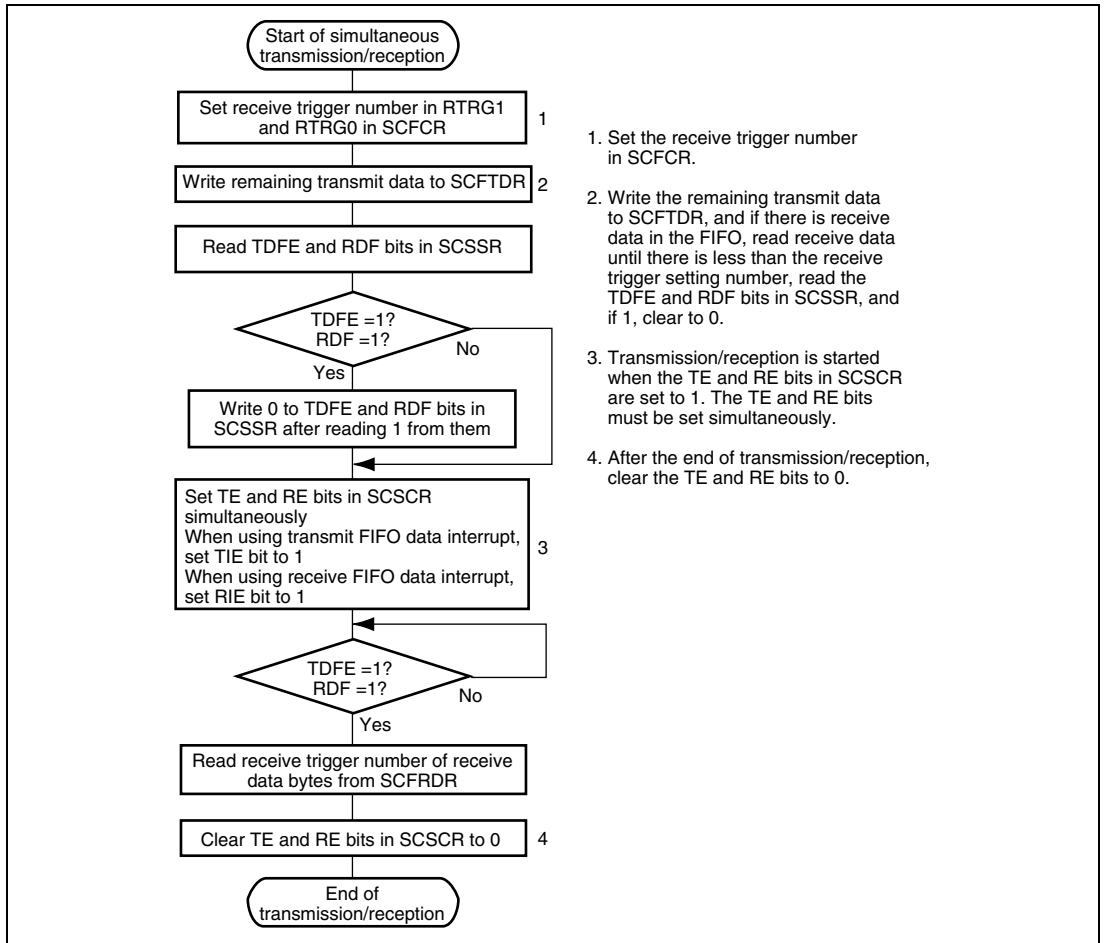 Start of simultaneous
transmission/reception
Set receive trigger number in RTRG1
and RTRG0 in SCFCR
1
Write remaining transmit data to SCFTDR
2
Read TDFE and RDF bits in SCSSR
TDFE =1?
RDF =1?
No
Yes
Write 0 to TDFE and RDF bits in
SCSSR after reading 1 from them
Set TE and RE bits in SCSCR
simultaneously
When using transmit FIFO data interrupt,
set TIE bit to 1
When using receive FIFO data interrupt,
set RIE bit to 1
3
TDFE =1?
RDF =1?
No
Yes
Read receive trigger number of receive
data bytes from SCFRDR
Clear TE and RE bits in SCSCR to 0
4
End of
transmission/reception
1. Set the receive trigger number
in SCFCR.
2. Write the remaining transmit data
to SCFTDR, and if there is receive
data in the FIFO, read receive data
until there is less than the receive
trigger setting number, read the
TDFE and RDF bits in SCSSR, and
if 1, clear to 0.
3. Transmission/reception is started
when the TE and RE bits in SCSCR
are set to 1. The TE and RE bits
must be set simultaneously.
4. After the end of transmission/reception,
clear the TE and RE bits to 0.